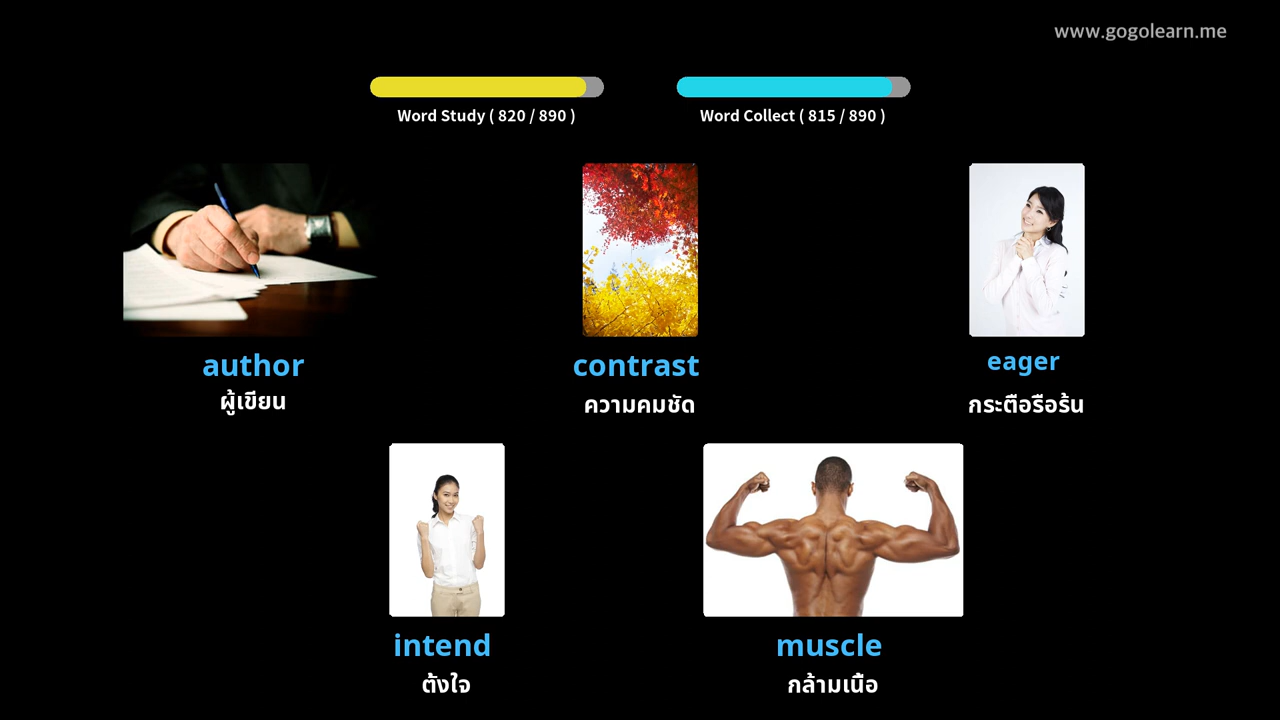 www.gogolearn.me
Word Study ( 820 / 890 )
Word Collect ( 815 / 890 )
author
ผู้เขียน
contrast
ความคมชัด
eager
กระตือรือร้น
intend
ตั้งใจ
muscle
กล้ามเนื้อ